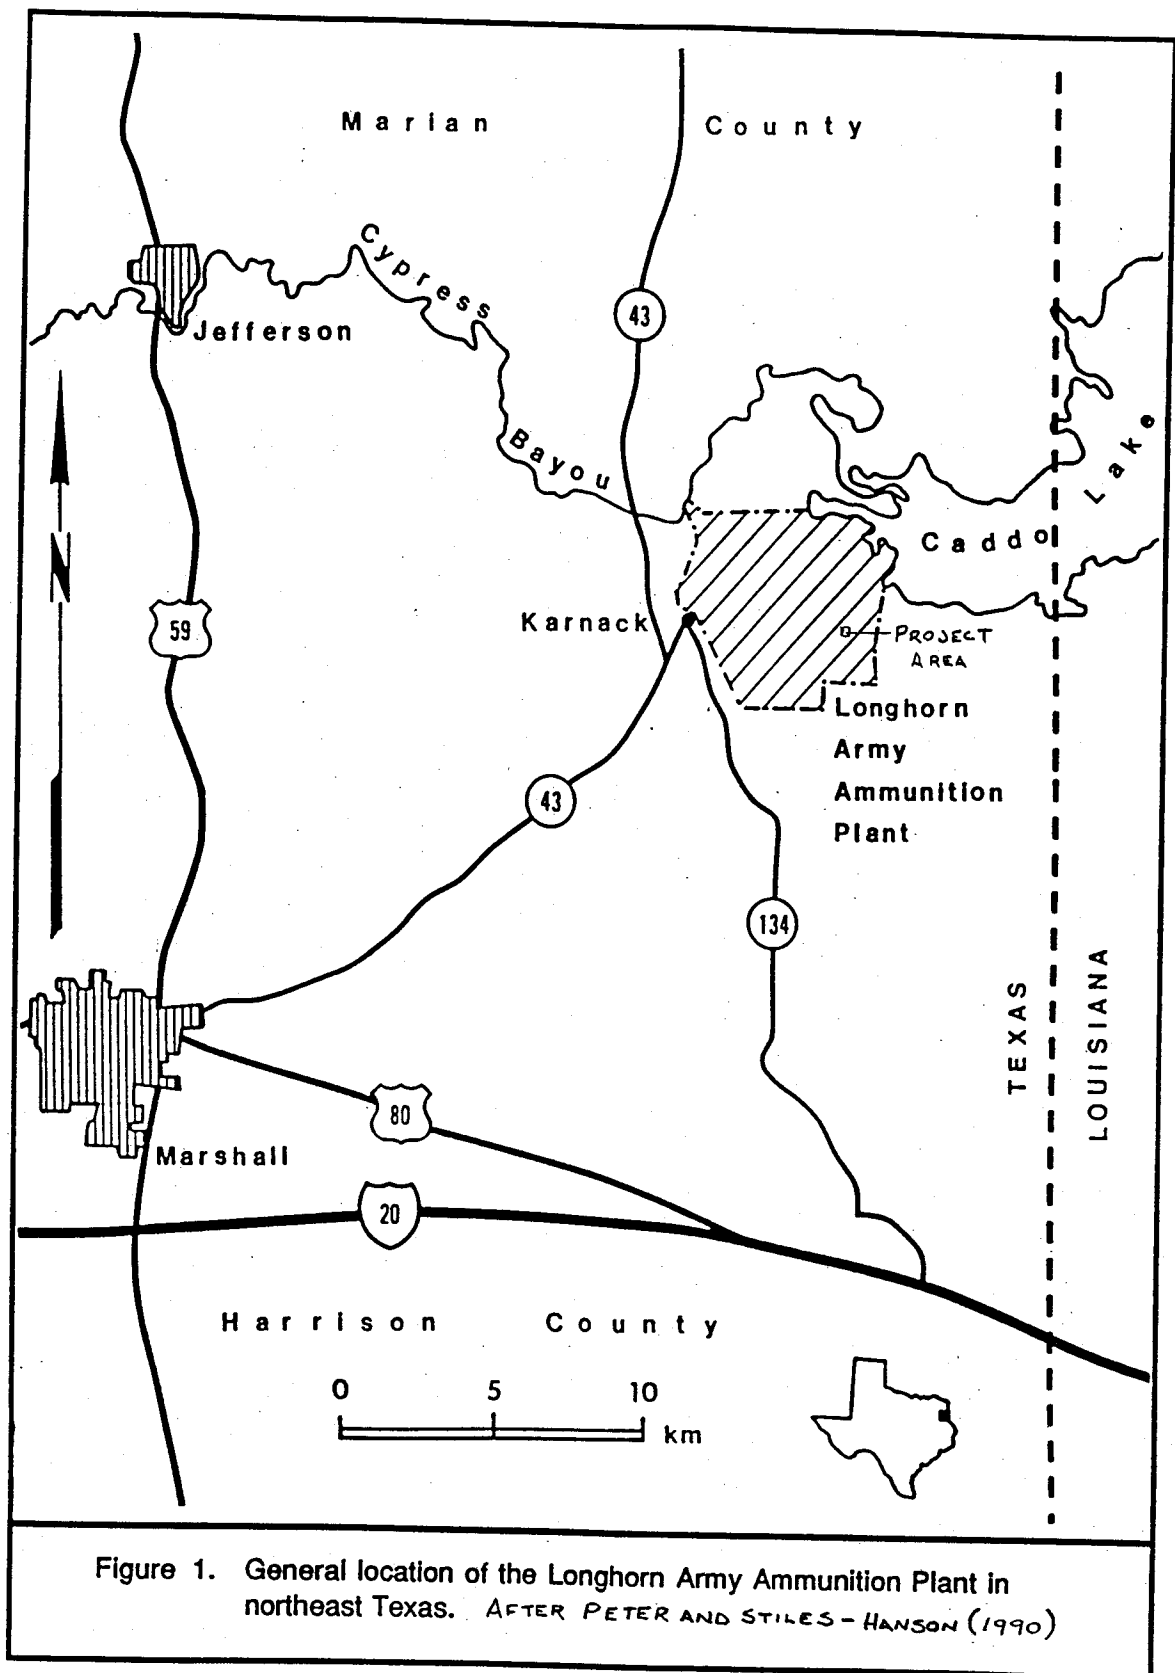 Marian County
Cypress
Jefferson
43
Bayou
Lake
Caddo
N
59
Karnack
PROJECT
AREA
Longhorn
Army
Ammunition
Plant
43
134
TEXAS
LOUISIANA
80
Marshall
20
Harrison County
0 5 10
km
Figure 1. General location of the Longhorn Army Ammunition Plant in
northeast Texas. AFTER PETER AND STILES-HANSON (1990)